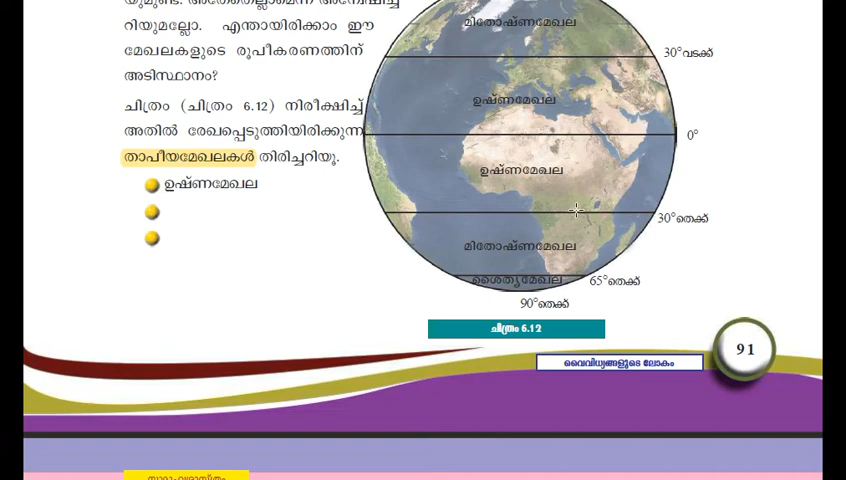 റിയുമല്ലോ. എന്തായിരിക്കാം ഈ
മേഖലകളുടെ രൂപീകരണത്തിന്
അടിസ്ഥാനം?
ചിത്രം (ചിത്രം 6.12) നിരീക്ഷിച്ച്
അതിൽ രേഖപ്പെടുത്തിയിരിക്കുന്ന
താപീയമേഖലകൾ തിരിച്ചറിയൂ.
ഉഷ്ണമേഖല
മിതോഷ്ണമേഖല
30°വടക്ക്
ഉഷ്ണമേഖല
0°
ഉഷ്ണമേഖല
30°തെക്ക്
മിതോഷ്ണമേഖല
ശൈത്യമേഖല
65°തെക്ക്
90°തെക്ക്
ചിത്രം 6.12
91
വൈവിധ്യങ്ങളുടെ ലോകം